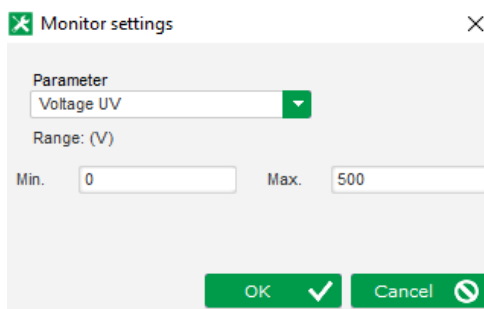 Monitor settings
Parameter
Voltage UV
Range: (V)
Min. 0 Max. 500
OK Cancel